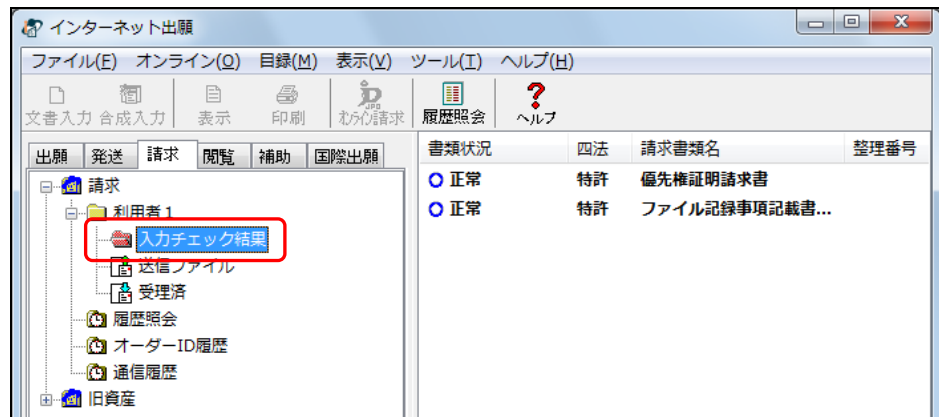 インターネット出願
ファイル(F) オンライン(O) 目録(M) 表示(V) ツール(T) ヘルプ(H)
文書入力 合成入力 表示 印刷 オンライン請求 履歴照会 ヘルプ
出願 発送 請求 閲覧 補助 国際出願
書類状況 四法 請求書類名 整理番号
請求
正常 特許 優先権証明請求書
利用者1
正常 特許 ファイル記録事項記載書...
入力チェック結果
送信ファイル
受理済
履歴照会
オーダーID履歴
通信履歴
旧資産